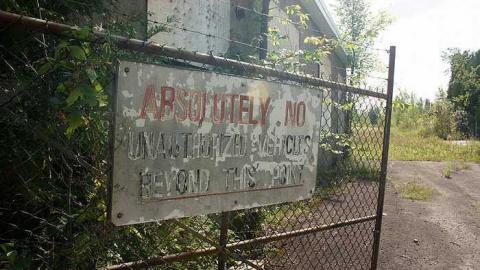 ABSOLUTELY NO
UNAUTHORIZED VEHICLES
BEYOND THIS POINT